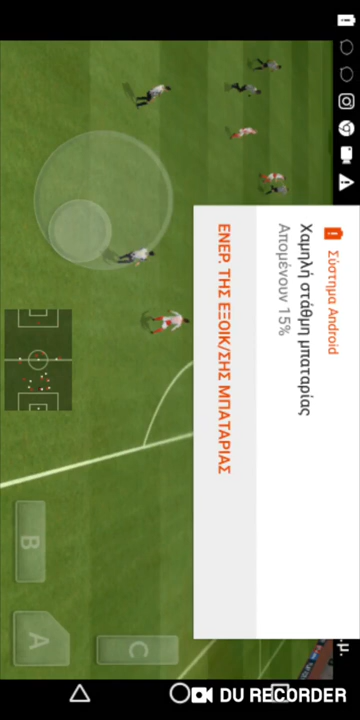 Σύστημα Android
Χαμηλή στάθμη μπαταρίας
Απομένουν 15%
ΕΝΕΡ. ΤΗΣ ΕΞΟΙΚ/ΣΗΣ ΜΠΑΤΑΡΙΑΣ
μ.
B
A
C
DU RECORDER